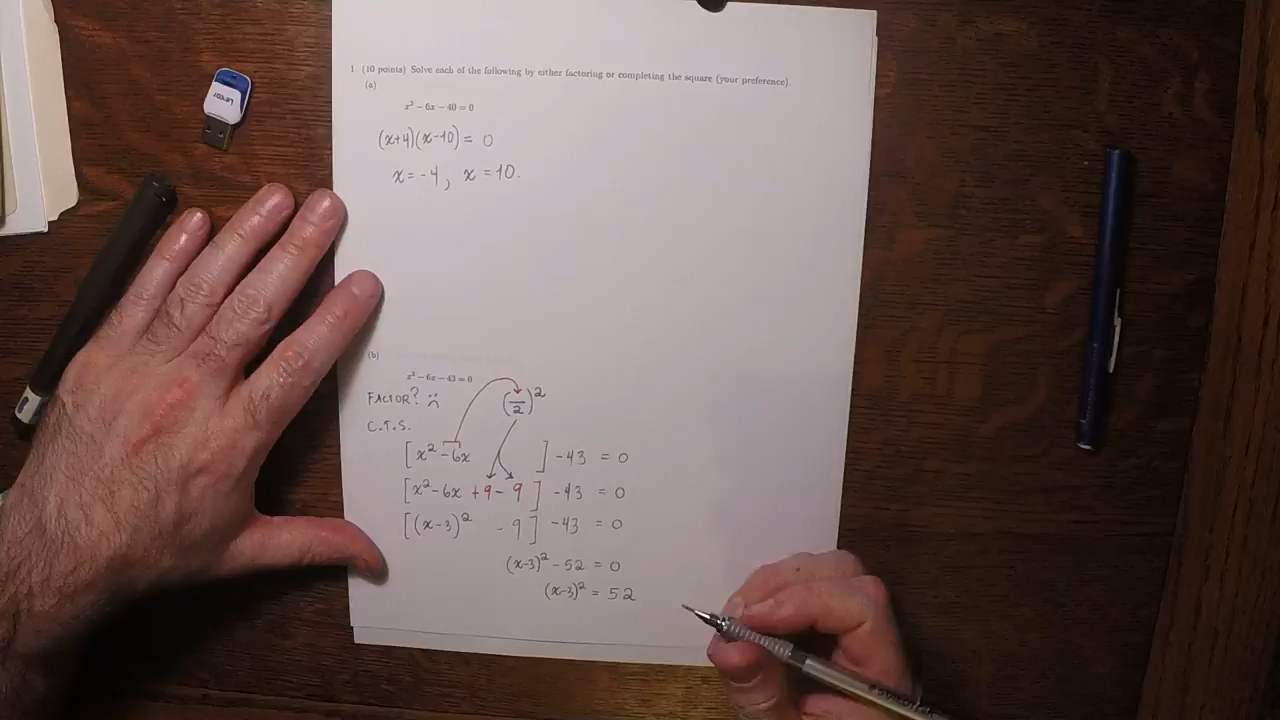 1 (10 points) Solve each of the following by either factoring or completing the square (your preference).
(a)
x² − 6x − 40 = 0
(x+4)(x−10) = 0
x = −4, x = 10.
(b)
x² − 6x − 43 = 0
FACTOR? :(
(—/2)²
C.T.S.
[x² − 6x ] − 43 = 0
[x² − 6x + 9 − 9] − 43 = 0
[(x−3)² − 9] − 43 = 0
(x−3)² − 52 = 0
(x−3)² = 52
Lexar